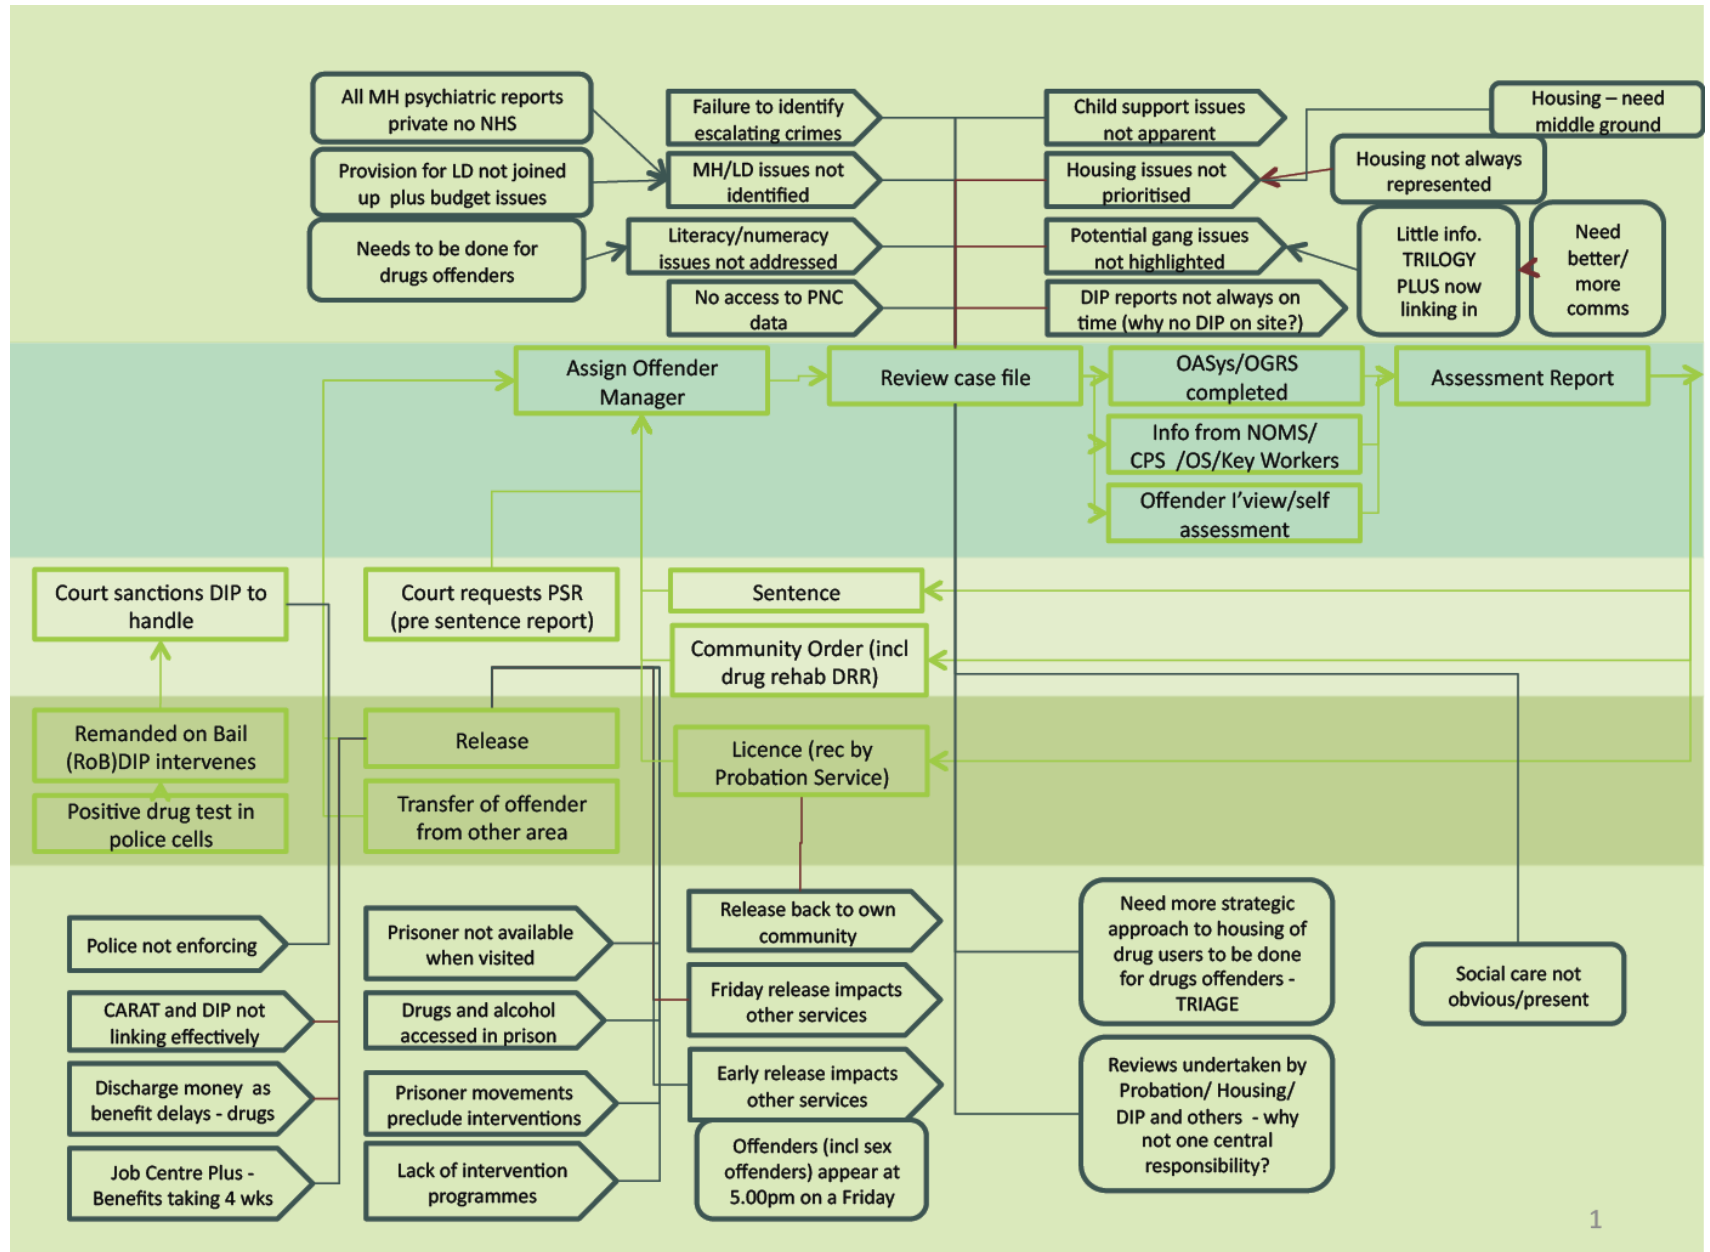 All MH psychiatric reports
private no NHS
Failure to identify
escalating crimes
Child support issues
not apparent
Housing – need
middle ground
Provision for LD not joined
up  plus budget issues
MH/LD issues not
identified
Housing issues not
prioritised
Housing not always
represented
Needs to be done for
drugs offenders
Literacy/numeracy
issues not addressed
Potential gang issues
not highlighted
Little info.
TRILOGY
PLUS now
linking in
Need
better/
more
comms
No access to PNC
data
DIP reports not always on
time (why no DIP on site?)
Assign Offender
Manager
Review case file
OASys/OGRS
completed
Assessment Report
Info from NOMS/
CPS  /OS/Key Workers
Offender I'view/self
assessment
Court sanctions DIP to
handle
Court requests PSR
(pre sentence report)
Sentence
Community Order (incl
drug rehab DRR)
Remanded on Bail
(RoB)DIP intervenes
Release
Licence (rec by
Probation Service)
Positive drug test in
police cells
Transfer of offender
from other area
Police not enforcing
Prisoner not available
when visited
Release back to own
community
Need more strategic
approach to housing of
drug users to be done
for drugs offenders -
TRIAGE
Social care not
obvious/present
CARAT and DIP not
linking effectively
Drugs and alcohol
accessed in prison
Friday release impacts
other services
Discharge money  as
benefit delays - drugs
Prisoner movements
preclude interventions
Early release impacts
other services
Reviews undertaken by
Probation/ Housing/
DIP and others  - why
not one central
responsibility?
Job Centre Plus -
Benefits taking 4 wks
Lack of intervention
programmes
Offenders (incl sex
offenders) appear at
5.00pm on a Friday
1